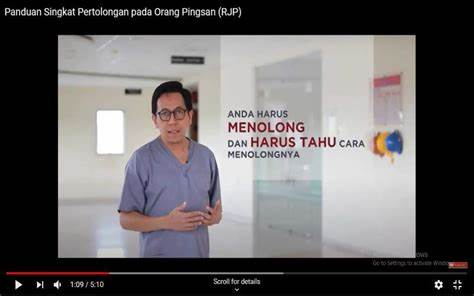 Panduan Singkat Pertolongan pada Orang Pingsan (RJP)
ANDA HARUS
MENOLONG
DAN HARUS TAHU CARA
MENOLONGNYA
Go to Settings to activate Windows
1:09 / 5:10
Scroll for details